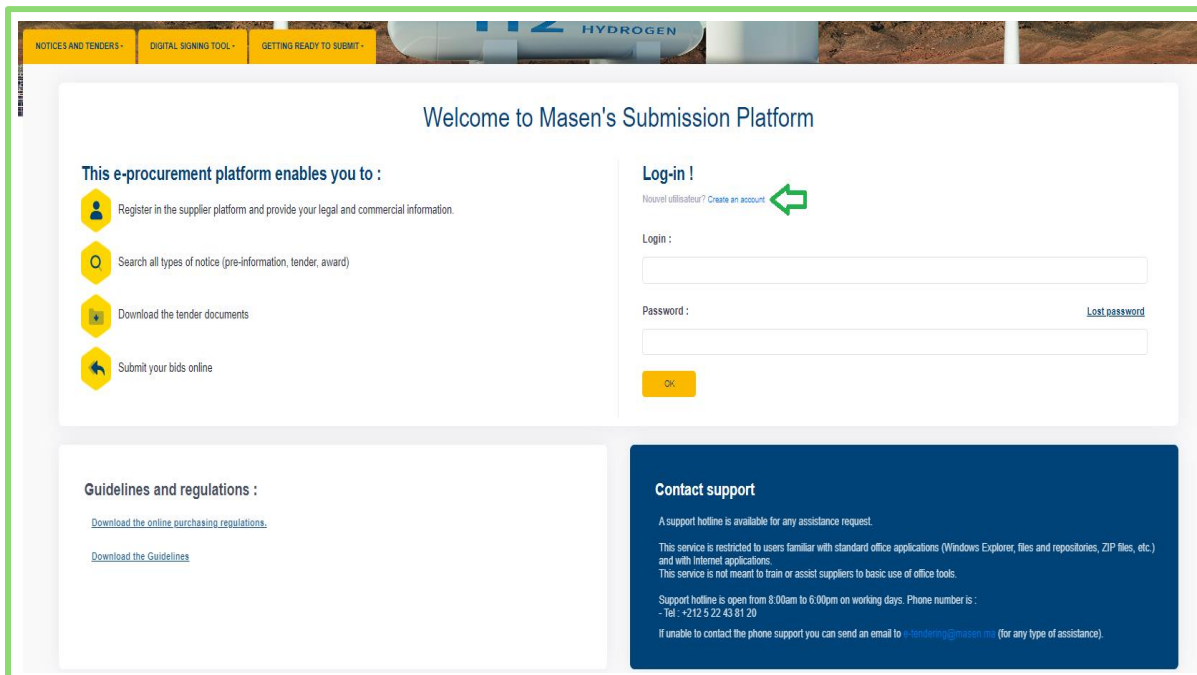 H2 HYDROGEN
NOTICES AND TENDERS
DIGITAL SIGNING TOOL
GETTING READY TO SUBMIT
Welcome to Masen's Submission Platform
This e-procurement platform enables you to :
Register in the supplier platform and provide your legal and commercial information.
Search all types of notice (pre-information, tender, award)
Download the tender documents
Submit your bids online
Log-in !
Nouvel utilisateur? Create an account
Login :
Password :
Lost password
OK
Guidelines and regulations :
Download the online purchasing regulations.
Download the Guidelines
Contact support
A support hotline is available for any assistance request.
This service is restricted to users familiar with standard office applications (Windows Explorer, files and repositories, ZIP files, etc.)
and with Internet applications.
This service is not meant to train or assist suppliers to basic use of office tools.
Support hotline is open from 8:00am to 6:00pm on working days. Phone number is :
- Tel : +212 5 22 43 81 20
If unable to contact the phone support you can send an email to e-tendering@masen.ma (for any type of assistance).